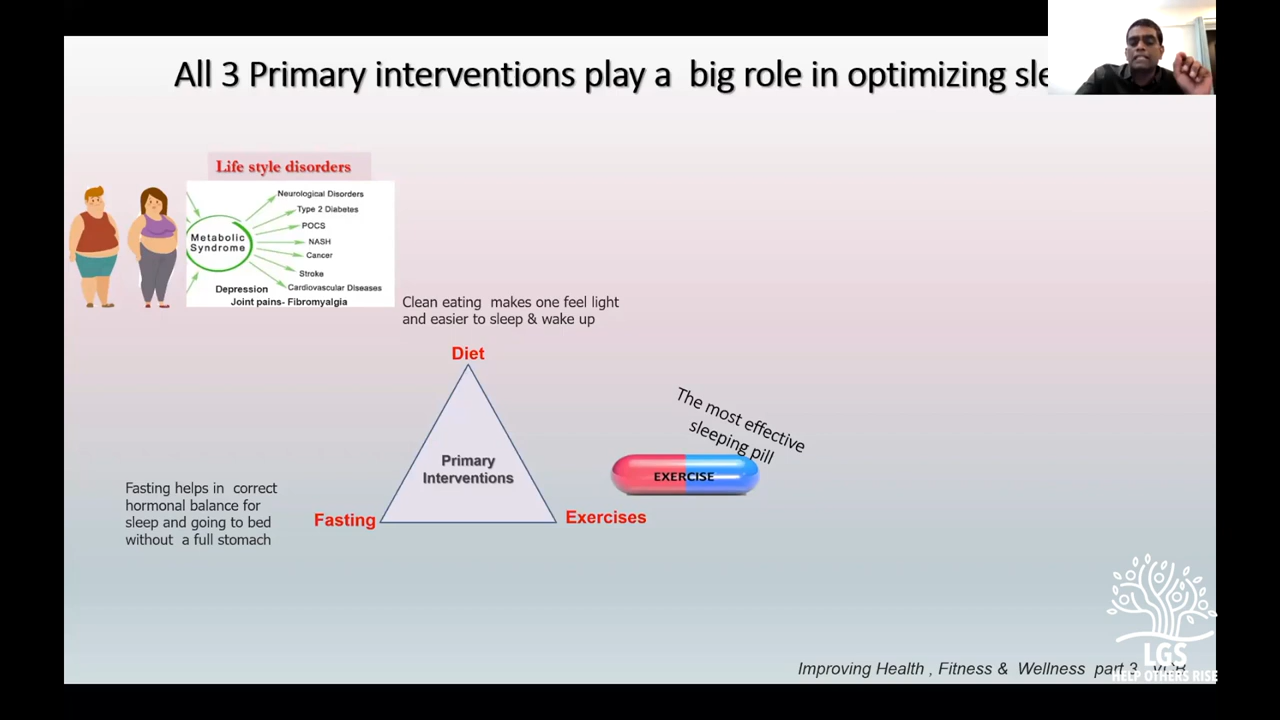 All 3 Primary interventions play a big role in optimizing sle
Life style disorders
Metabolic
Syndrome
Neurological Disorders
Type 2 Diabetes
POCS
NASH
Cancer
Stroke
Cardiovascular Diseases
Depression
Joint pains- Fibromyalgia
Clean eating makes one feel light
and easier to sleep & wake up
Diet
Primary
Interventions
The most effective
sleeping pill
EXERCISE
Fasting helps in correct
hormonal balance for
sleep and going to bed
without a full stomach
Fasting
Exercises
Improving Health , Fitness & Wellness part 3
LGS
HELP OTHERS RISE